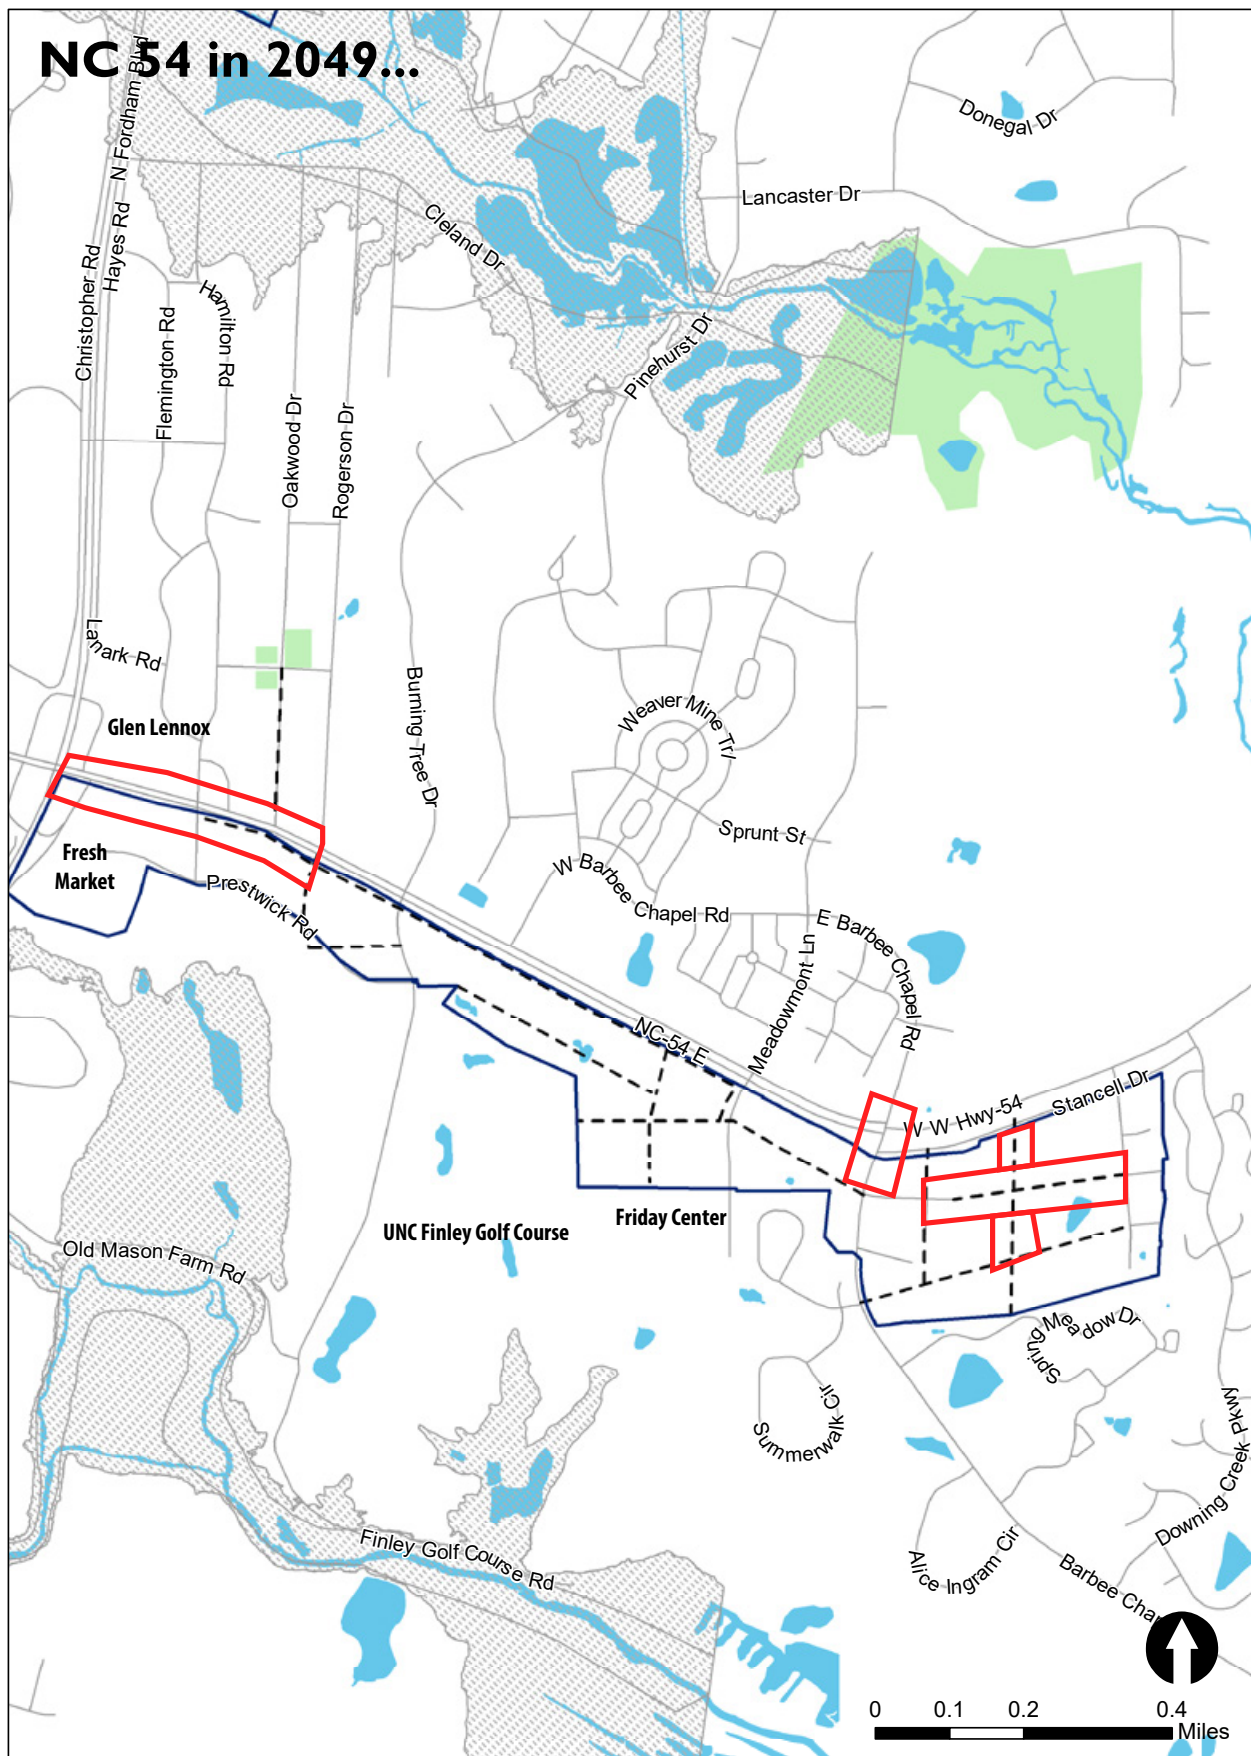 NC 54 in 2049...
N Fordham Blvd
Donegal Dr
Lancaster Dr
Hayes Rd
Cleland Dr
Christopher Rd
Hamilton Rd
Flemington Rd
Pinehurst Dr
Oakwood Dr
Rogerson Dr
Lanark Rd
Burning Tree Dr
Weaver Mine Trl
Glen Lennox
Sprunt St
Fresh
Market
Prestwick Rd
W Barbee Chapel Rd
E Barbee Chapel Rd
Meadowmont Ln
NC-54 E
W W Hwy-54
Stancell Dr
UNC Finley Golf Course
Friday Center
Old Mason Farm Rd
Spring Meadow Dr
Summerwalk Cir
Downing Creek Pkwy
Finley Golf Course Rd
Alice Ingram Cir
Barbee Cha
0 0.1 0.2 0.4
Miles